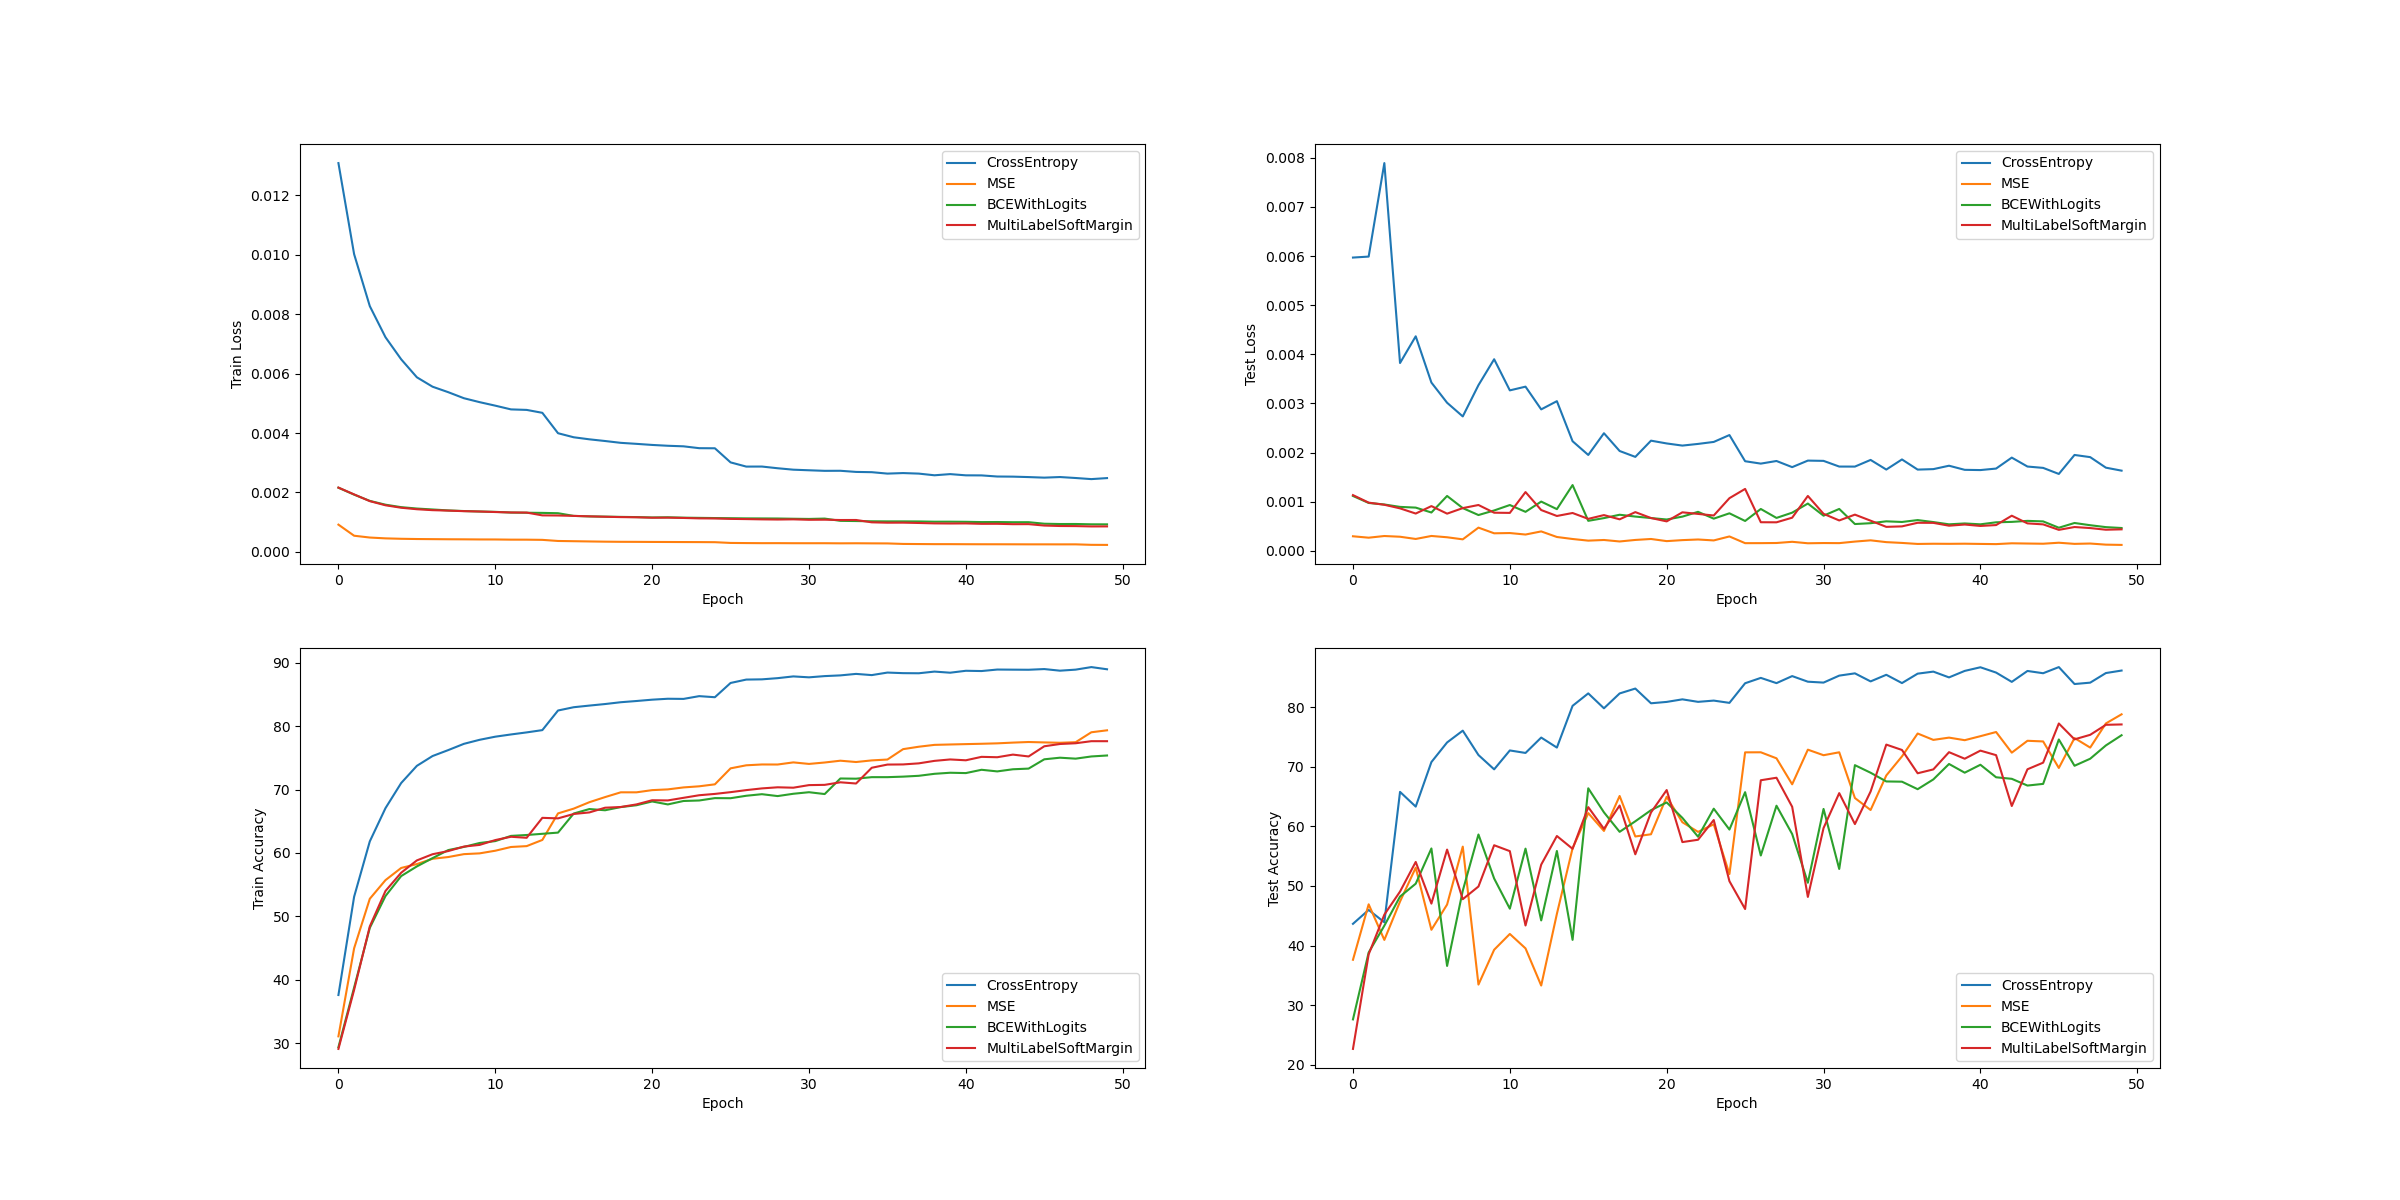 CrossEntropy
MSE
BCEWithLogits
MultiLabelSoftMargin
0.012
0.010
0.008
0.006
0.004
0.002
0.000
Train Loss
0 10 20 30 40 50
Epoch
CrossEntropy
MSE
BCEWithLogits
MultiLabelSoftMargin
0.008
0.007
0.006
0.005
0.004
0.003
0.002
0.001
0.000
Test Loss
0 10 20 30 40 50
Epoch
90
80
70
60
50
40
30
Train Accuracy
CrossEntropy
MSE
BCEWithLogits
MultiLabelSoftMargin
0 10 20 30 40 50
Epoch
80
70
60
50
40
30
20
Test Accuracy
CrossEntropy
MSE
BCEWithLogits
MultiLabelSoftMargin
0 10 20 30 40 50
Epoch